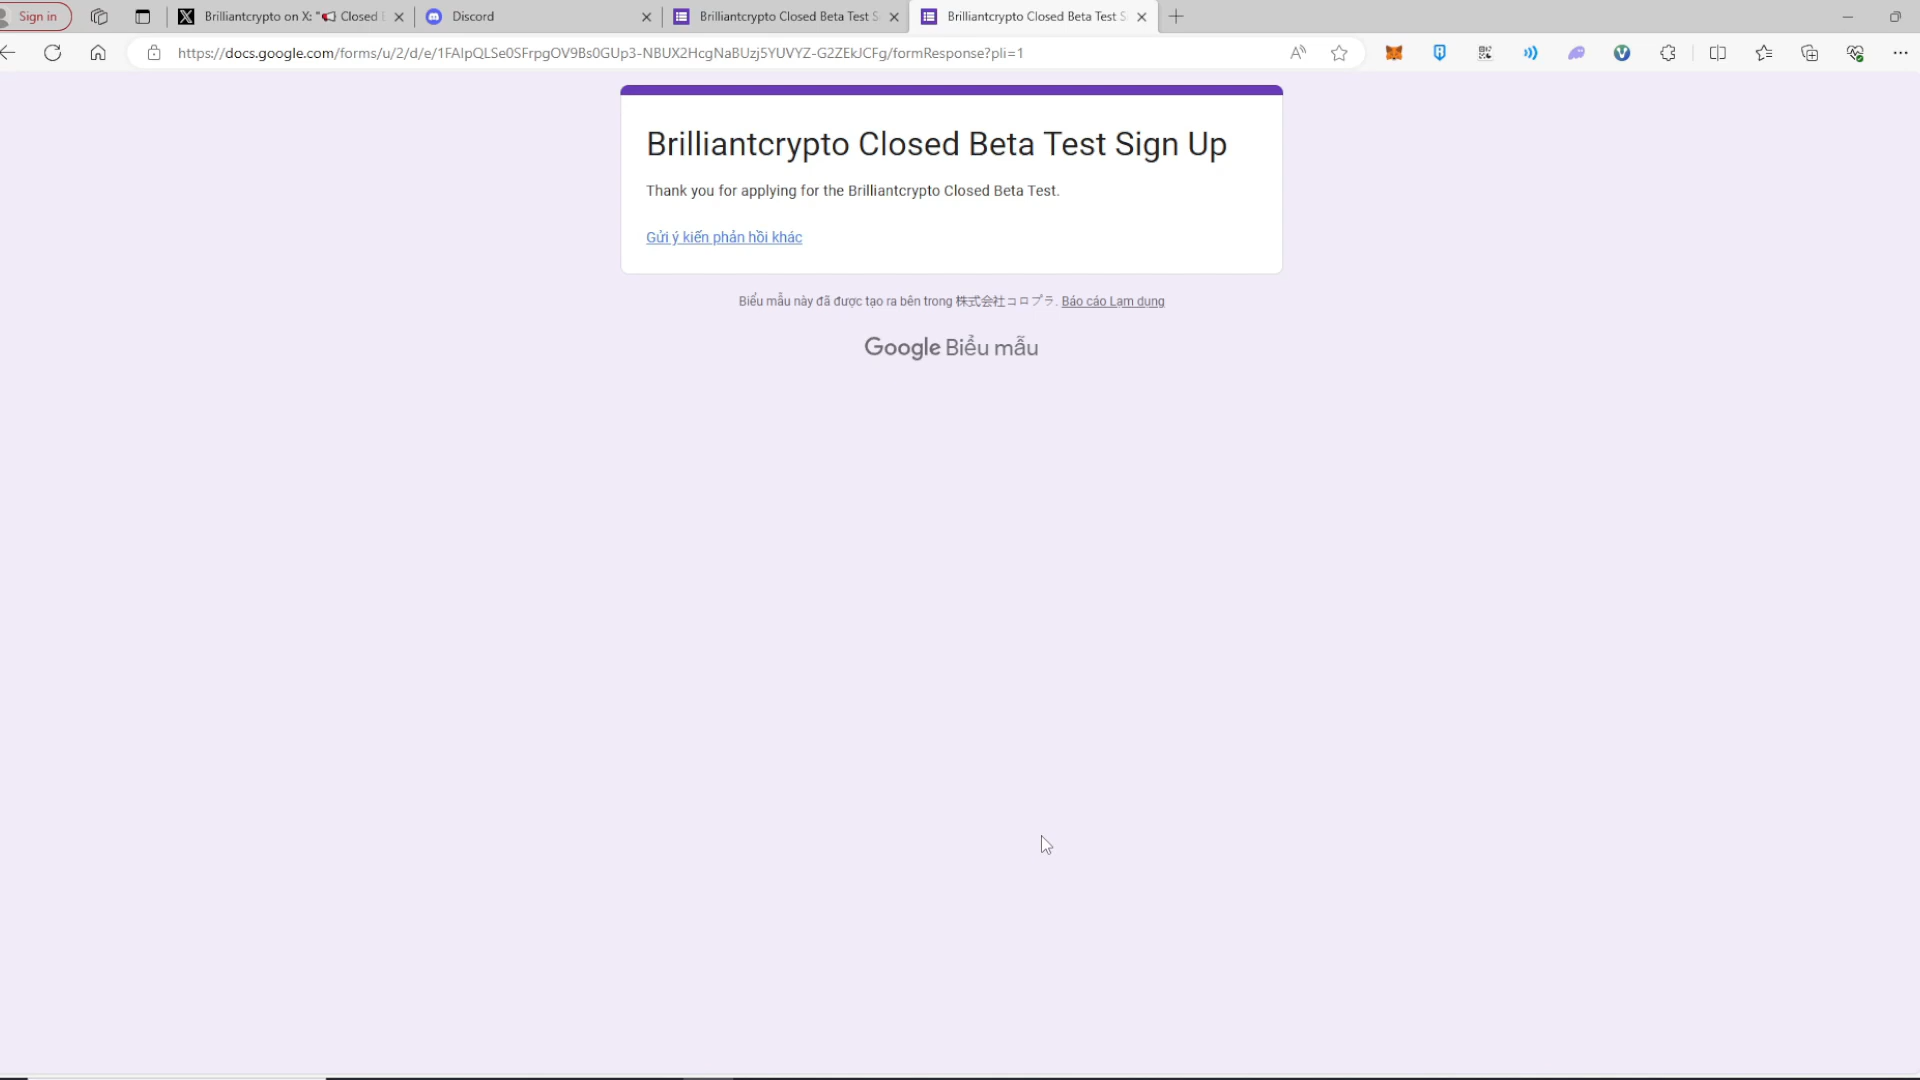 Sign in
Brilliantcrypto on X: "📢 Closed
Discord
Brilliantcrypto Closed Beta Test S
Brilliantcrypto Closed Beta Test S
https://docs.google.com/forms/u/2/d/e/1FAIpQLSe0SFrpgOV9Bs0GUp3-NBUX2HcgNaBUzj5YUVYZ-G2ZEkJCFg/formResponse?pli=1
Brilliantcrypto Closed Beta Test Sign Up
Thank you for applying for the Brilliantcrypto Closed Beta Test.
Gửi ý kiến phản hồi khác
Biểu mẫu này đã được tạo ra bên trong 株式会社コロプラ. Báo cáo Lạm dụng
Google Biểu mẫu